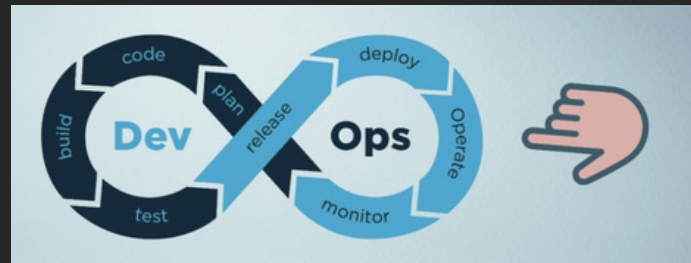 code
plan
build
Dev
test
release
deploy
Ops
Operate
monitor